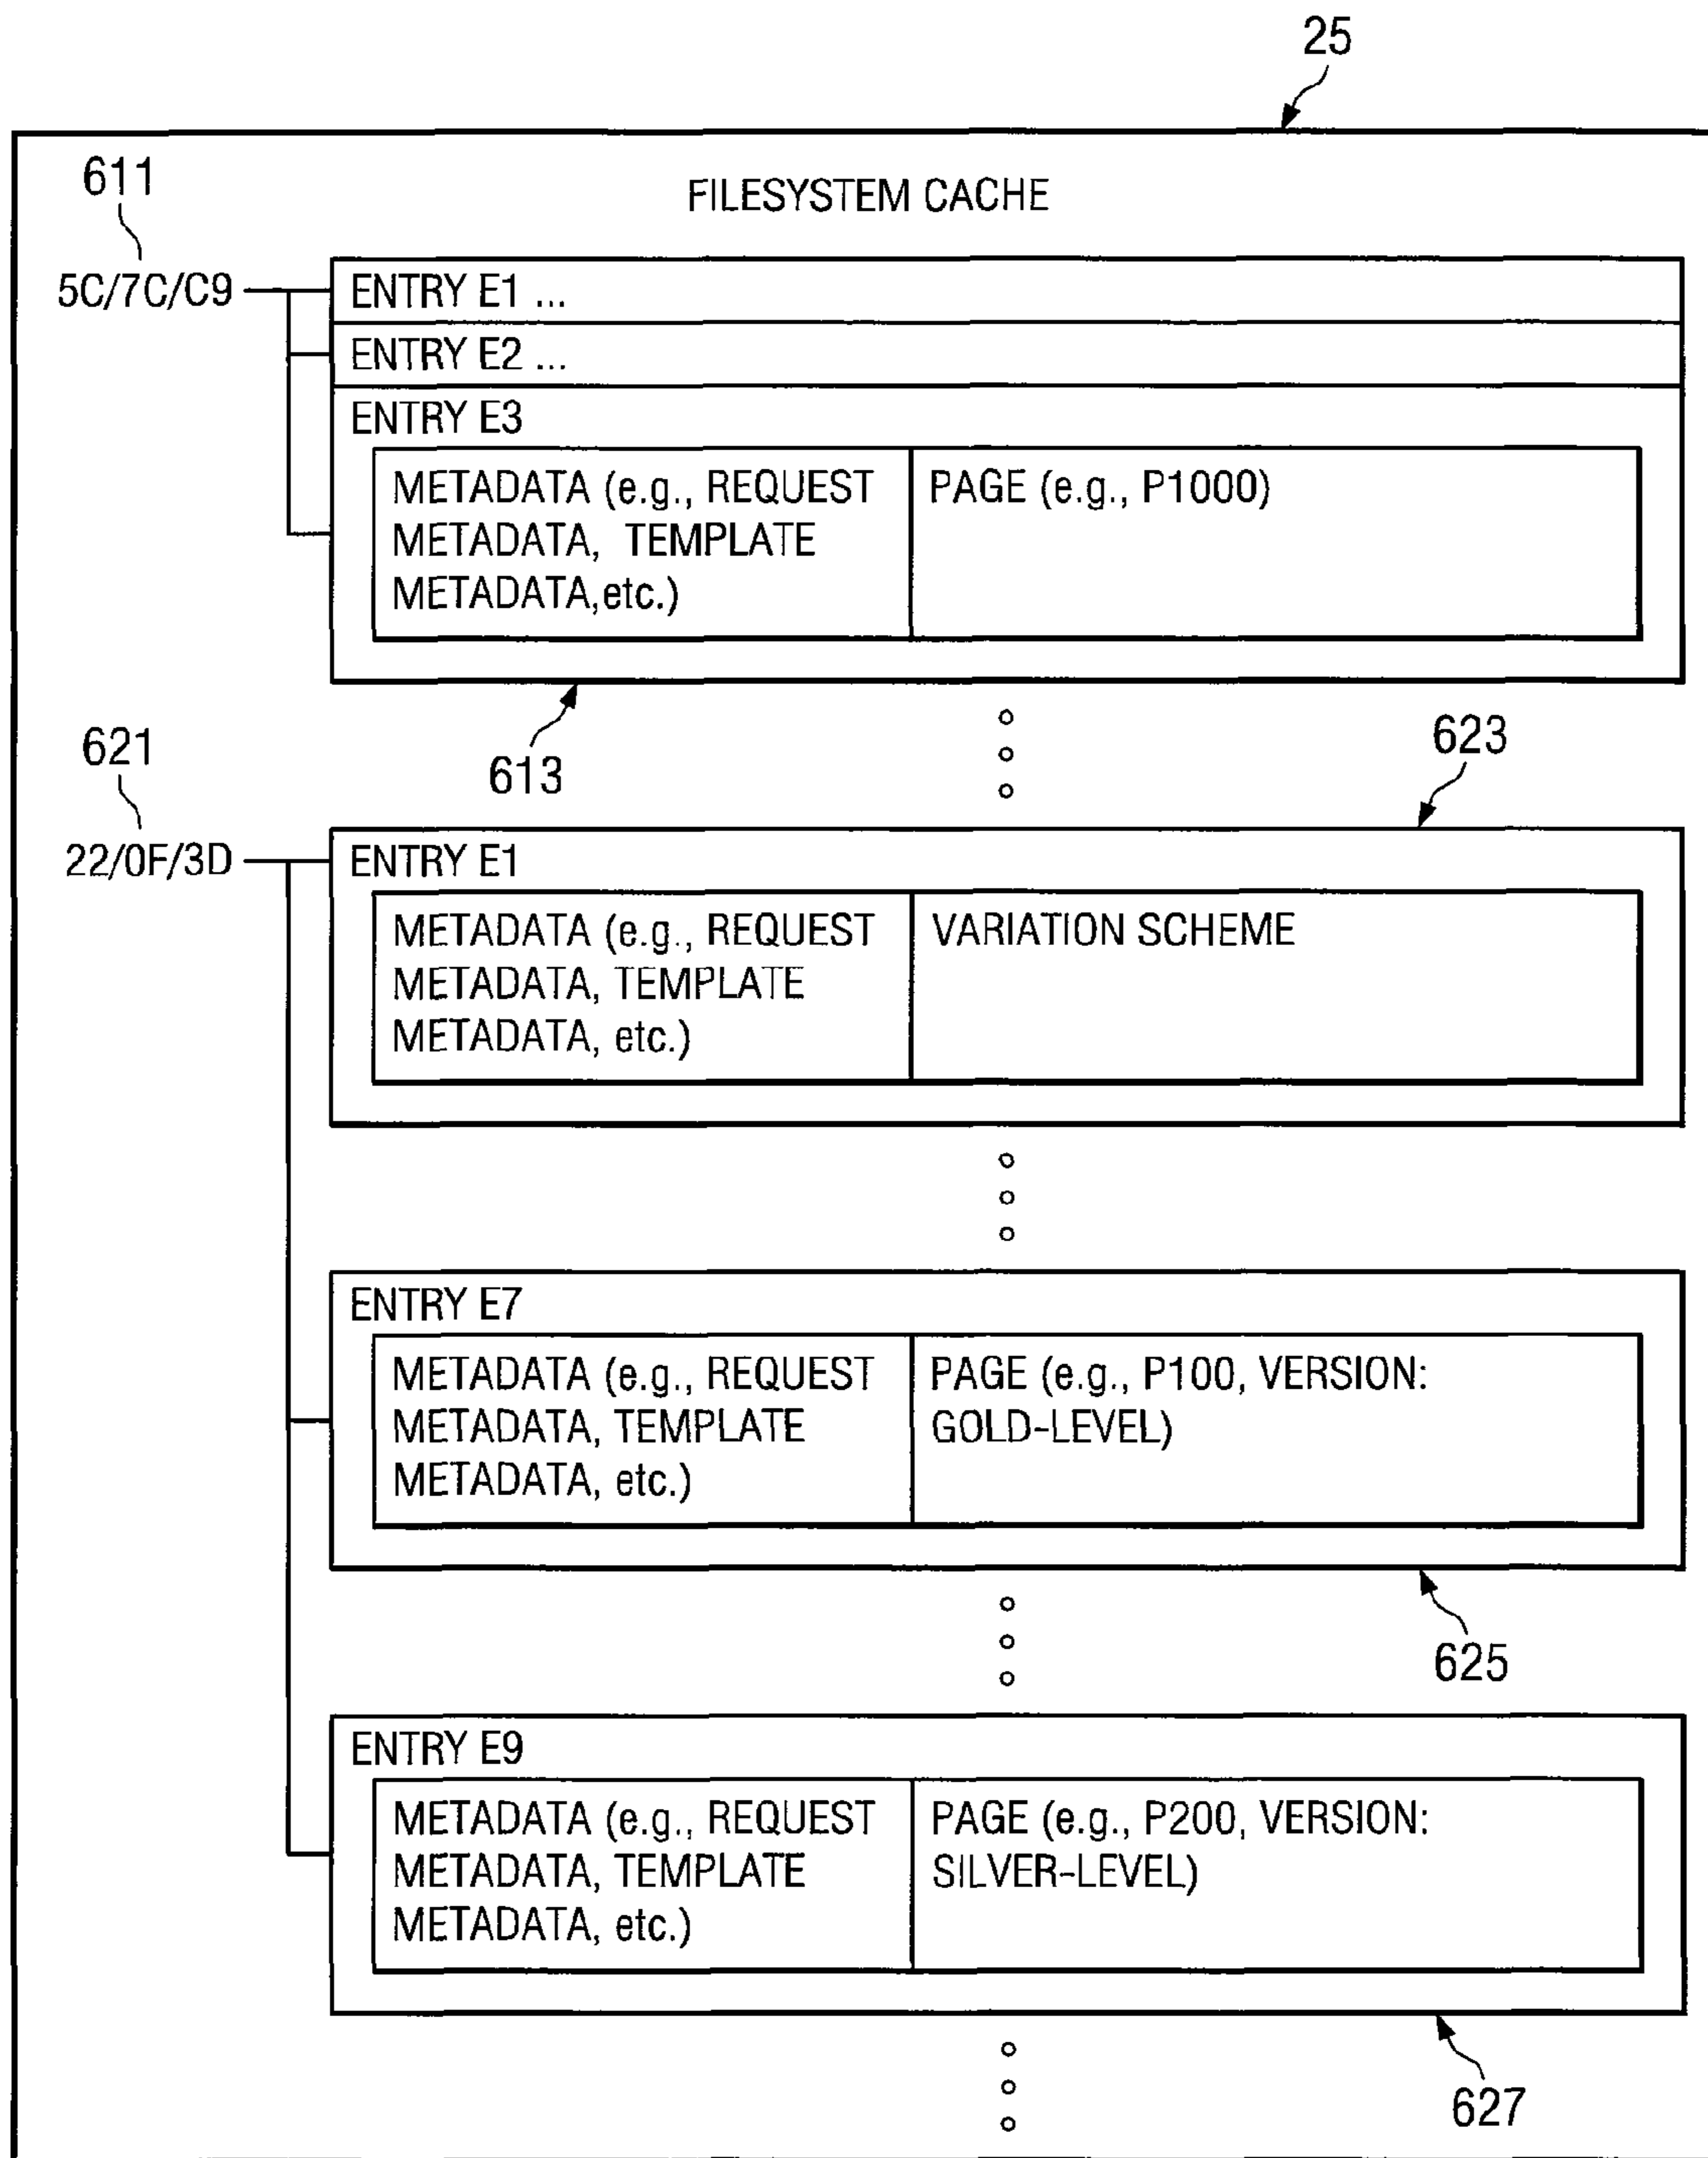 25
611
FILESYSTEM CACHE
5C/7C/C9
ENTRY E1 ...
ENTRY E2 ...
ENTRY E3
METADATA (e.g., REQUEST
METADATA, TEMPLATE
METADATA,etc.)
PAGE (e.g., P1000)
613
621
623
22/0F/3D
ENTRY E1
METADATA (e.g., REQUEST
METADATA, TEMPLATE
METADATA, etc.)
VARIATION SCHEME
ENTRY E7
METADATA (e.g., REQUEST
METADATA, TEMPLATE
METADATA, etc.)
PAGE (e.g., P100, VERSION:
GOLD-LEVEL)
625
ENTRY E9
METADATA (e.g., REQUEST
METADATA, TEMPLATE
METADATA, etc.)
PAGE (e.g., P200, VERSION:
SILVER-LEVEL)
627